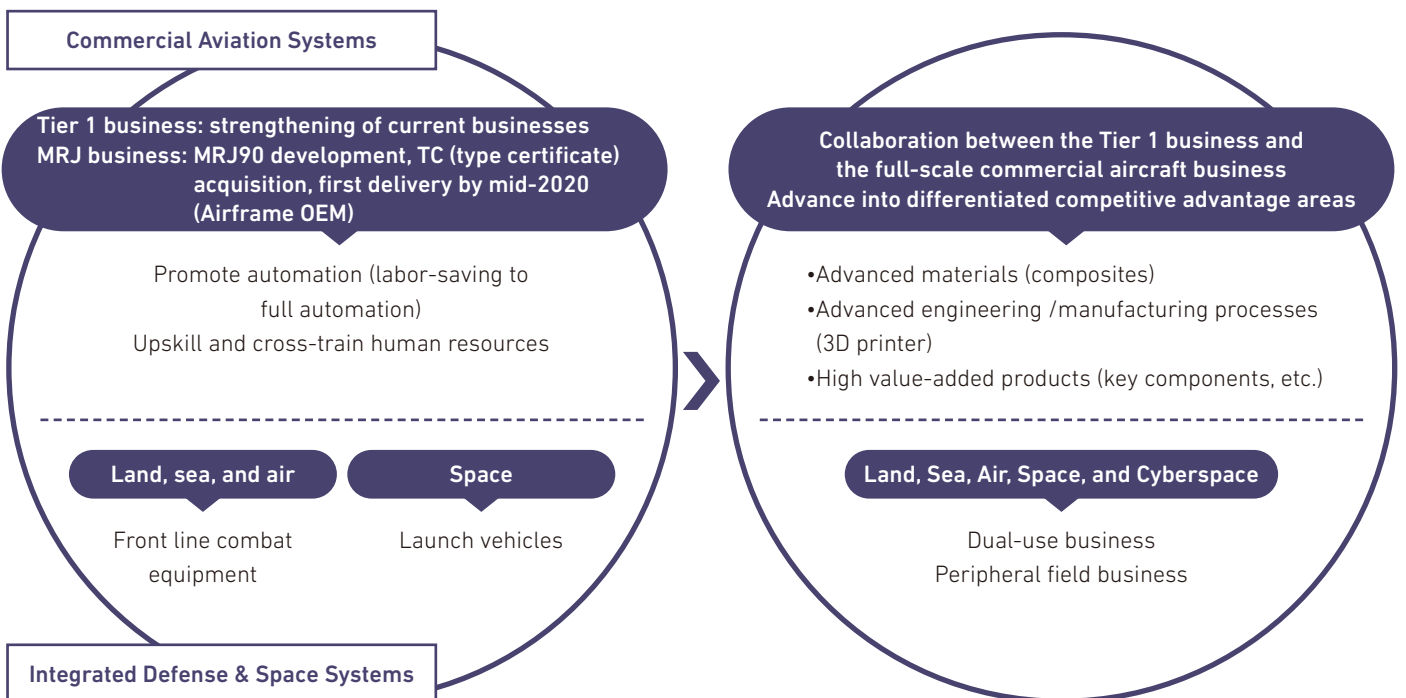 Commercial Aviation Systems
Tier 1 business: strengthening of current businesses
MRJ business: MRJ90 development, TC (type certificate)
acquisition, first delivery by mid-2020
(Airframe OEM)
Promote automation (labor-saving to
full automation)
Upskill and cross-train human resources
Land, sea, and air
Front line combat
equipment
Space
Launch vehicles
Integrated Defense & Space Systems
Collaboration between the Tier 1 business and
the full-scale commercial aircraft business
Advance into differentiated competitive advantage areas
•Advanced materials (composites)
•Advanced engineering /manufacturing processes
(3D printer)
•High value-added products (key components, etc.)
Land, Sea, Air, Space, and Cyberspace
Dual-use business
Peripheral field business